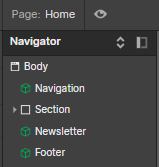 Page: Home
Navigator
Body
Navigation
Section
Newsletter
Footer